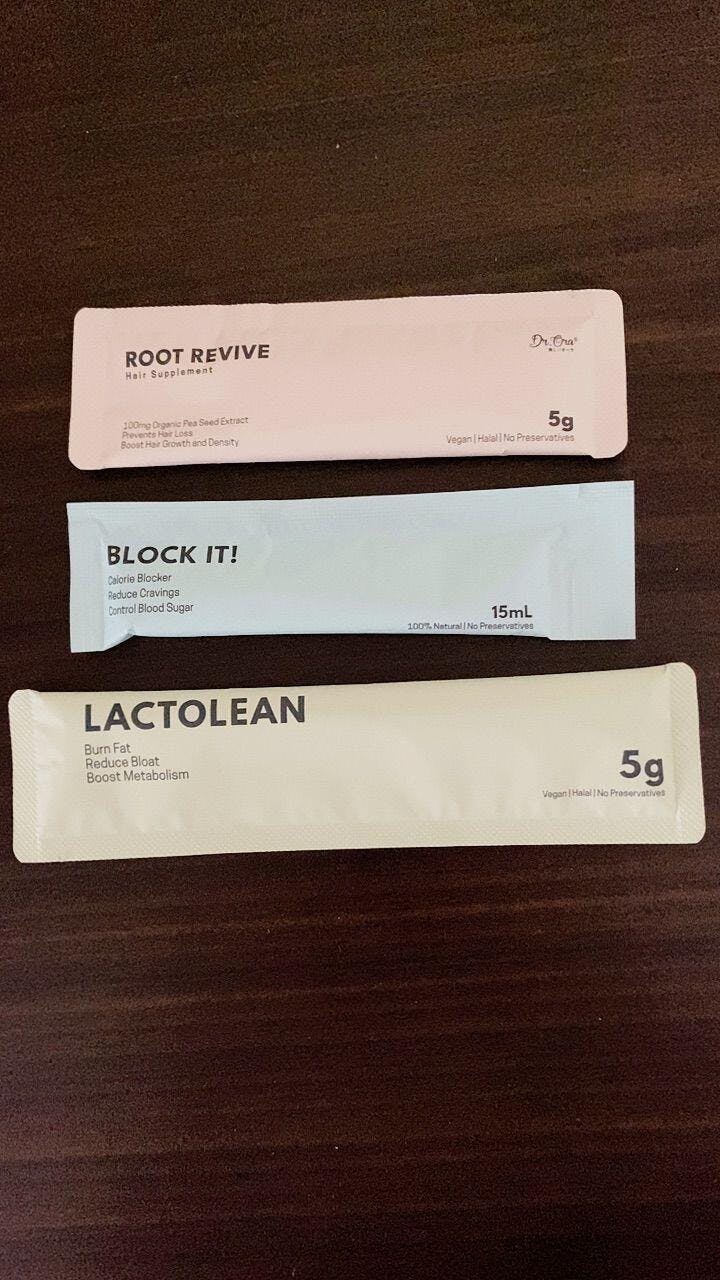 ROOT REVIVE
Hair Supplement
Dr.Ora®
100mg Organic Pea Seed Extract
Prevents Hair Loss
Boost Hair Growth and Density
5g
Vegan | Halal | No Preservatives
BLOCK IT!
Calorie Blocker
Reduce Cravings
Control Blood Sugar
15mL
100% Natural | No Preservatives
LACTOLEAN
Burn Fat
Reduce Bloat
Boost Metabolism
5g
Vegan | Halal | No Preservatives